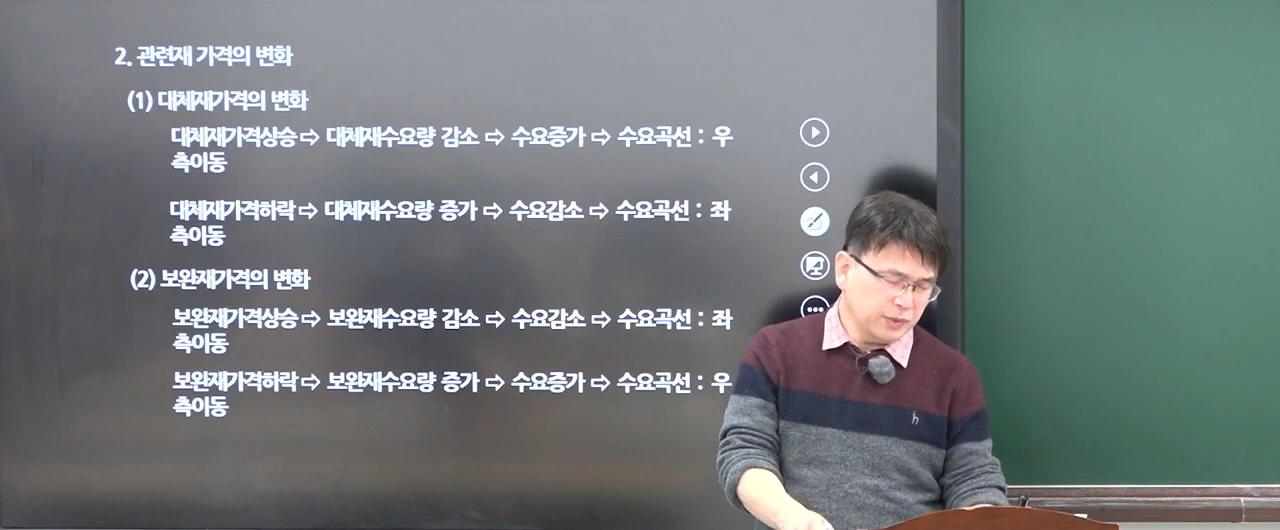 2. 관련재 가격의 변화
(1) 대체재가격의 변화
대체재가격상승 ⇨ 대체재수요량 감소 ⇨ 수요증가 ⇨ 수요곡선 : 우
측이동
대체재가격하락 ⇨ 대체재수요량 증가 ⇨ 수요감소 ⇨ 수요곡선 : 좌
측이동
(2) 보완재가격의 변화
보완재가격상승 ⇨ 보완재수요량 감소 ⇨ 수요감소 ⇨ 수요곡선 : 좌
측이동
보완재가격하락 ⇨ 보완재수요량 증가 ⇨ 수요증가 ⇨ 수요곡선 : 우
측이동